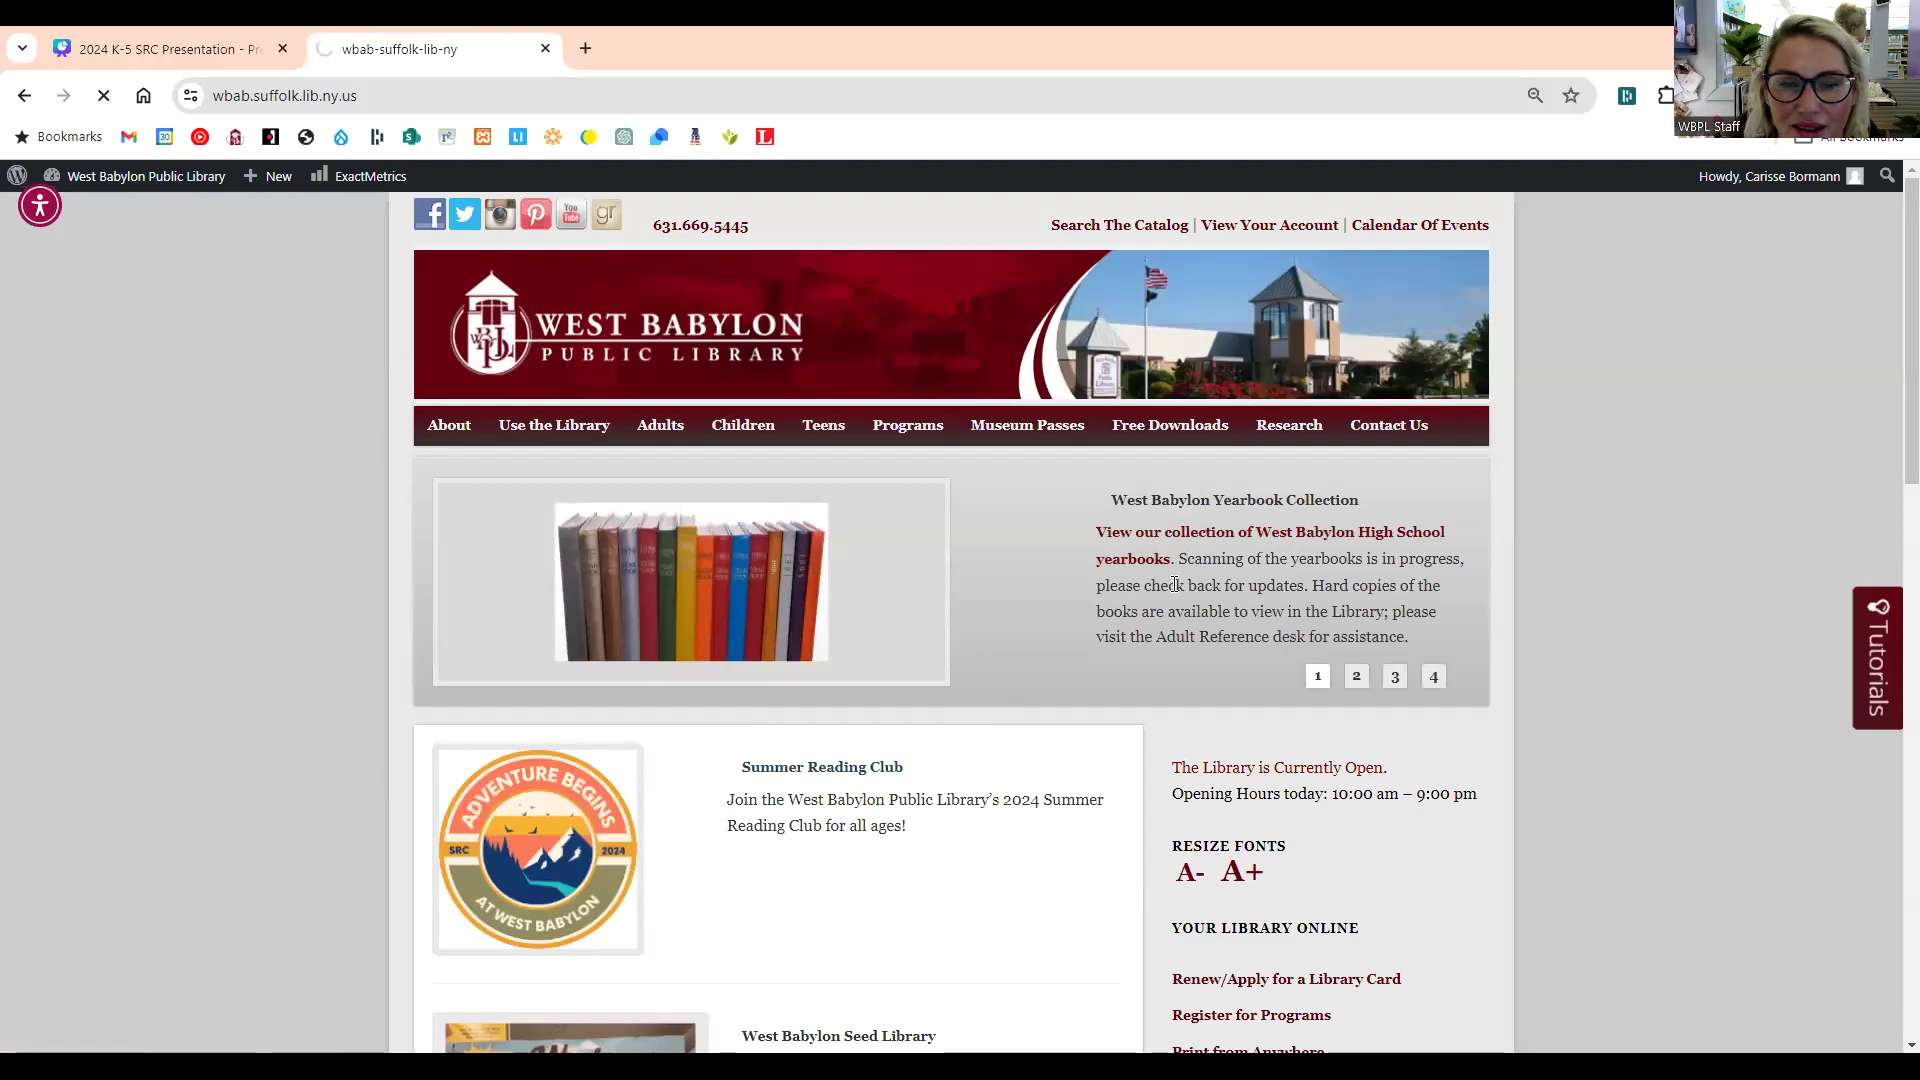 2024 K-5 SRC Presentation - Pr
wbab-suffolk-lib-ny
wbab.suffolk.lib.ny.us
WBPL Staff
Bookmarks
All Bookmarks
West Babylon Public Library
New
ExactMetrics
Howdy, Carisse Bormann
631.669.5445
Search The Catalog | View Your Account | Calendar Of Events
WEST BABYLON
PUBLIC LIBRARY
About Use the Library Adults Children Teens Programs Museum Passes Free Downloads Research Contact Us
West Babylon Yearbook Collection
View our collection of West Babylon High School
yearbooks. Scanning of the yearbooks is in progress,
please check back for updates. Hard copies of the
books are available to view in the Library; please
visit the Adult Reference desk for assistance.
1 2 3 4
Tutorials
ADVENTURE BEGINS
SRC 2024
AT WEST BABYLON
Summer Reading Club
Join the West Babylon Public Library's 2024 Summer
Reading Club for all ages!
The Library is Currently Open.
Opening Hours today: 10:00 am – 9:00 pm
RESIZE FONTS
A- A+
YOUR LIBRARY ONLINE
Renew/Apply for a Library Card
Register for Programs
Print from Anywhere
West Babylon Seed Library